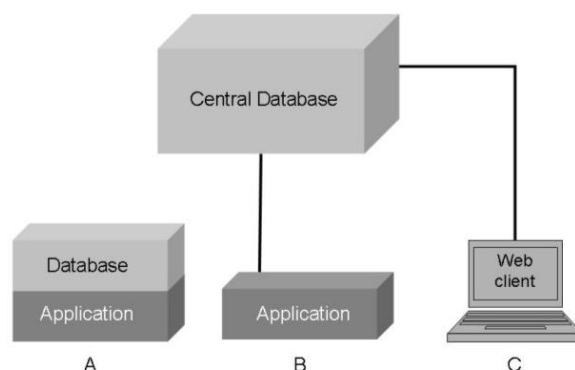 Central Database
Database
Application
Application
Web
client
A
B
C